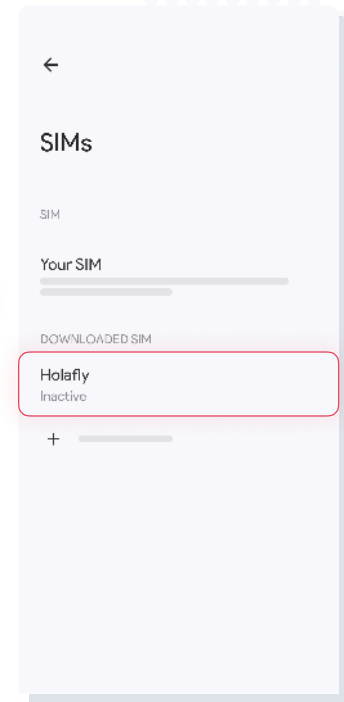 SIMs
SIM
Your SIM
DOWNLOADED SIM
Holafly
Inactive